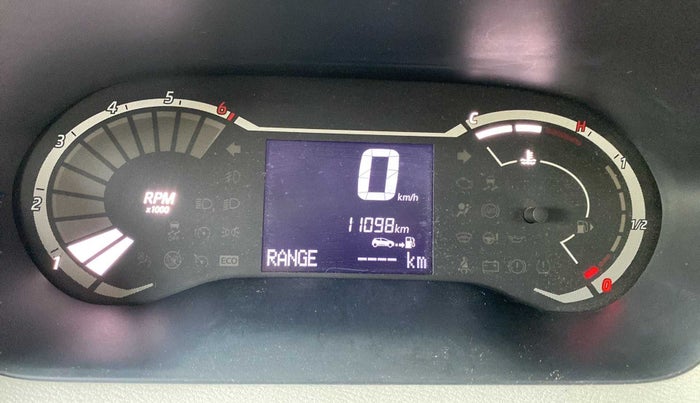 4
5
6
3
2
1
RPM
x1000
ECO
0
km/h
11098km
RANGE ---- km
C
H
1
1/2
0